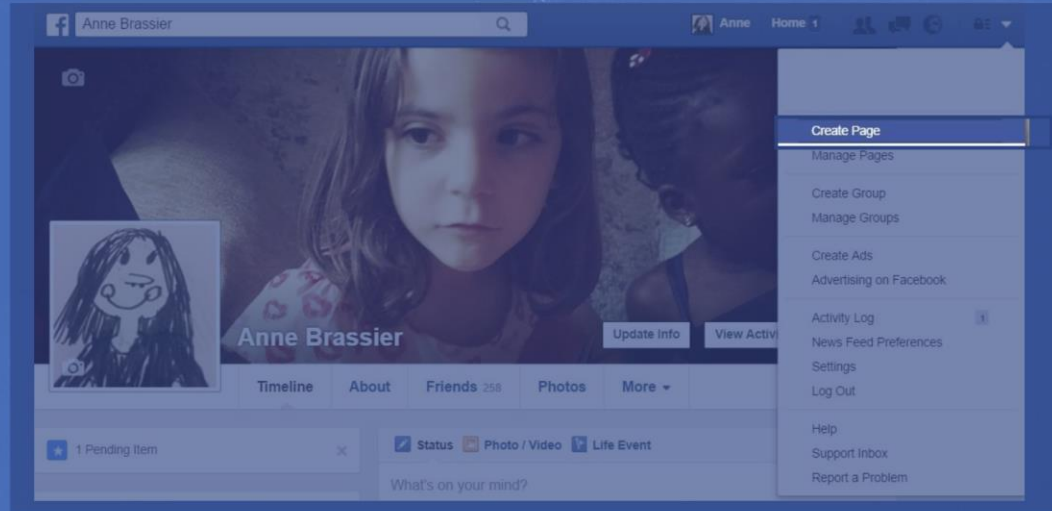 Anne Brassier
Anne Home 1
Create Page
Manage Pages
Create Group
Manage Groups
Create Ads
Advertising on Facebook
Activity Log 1
News Feed Preferences
Settings
Log Out
Help
Support Inbox
Report a Problem
Anne Brassier
Update Info
Timeline About Friends 258 Photos More
1 Pending Item
Status Photo / Video Life Event
What's on your mind?